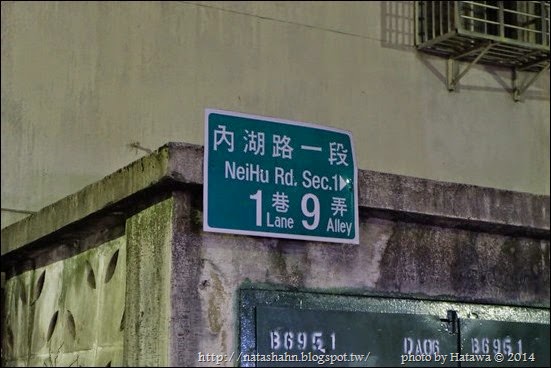 內湖路一段
NeiHu Rd. Sec.1
1巷 Lane 9弄 Alley
B6951 DA06 B6951
http://natashahn.blogspot.tw/ photo by Hatawa © 2014